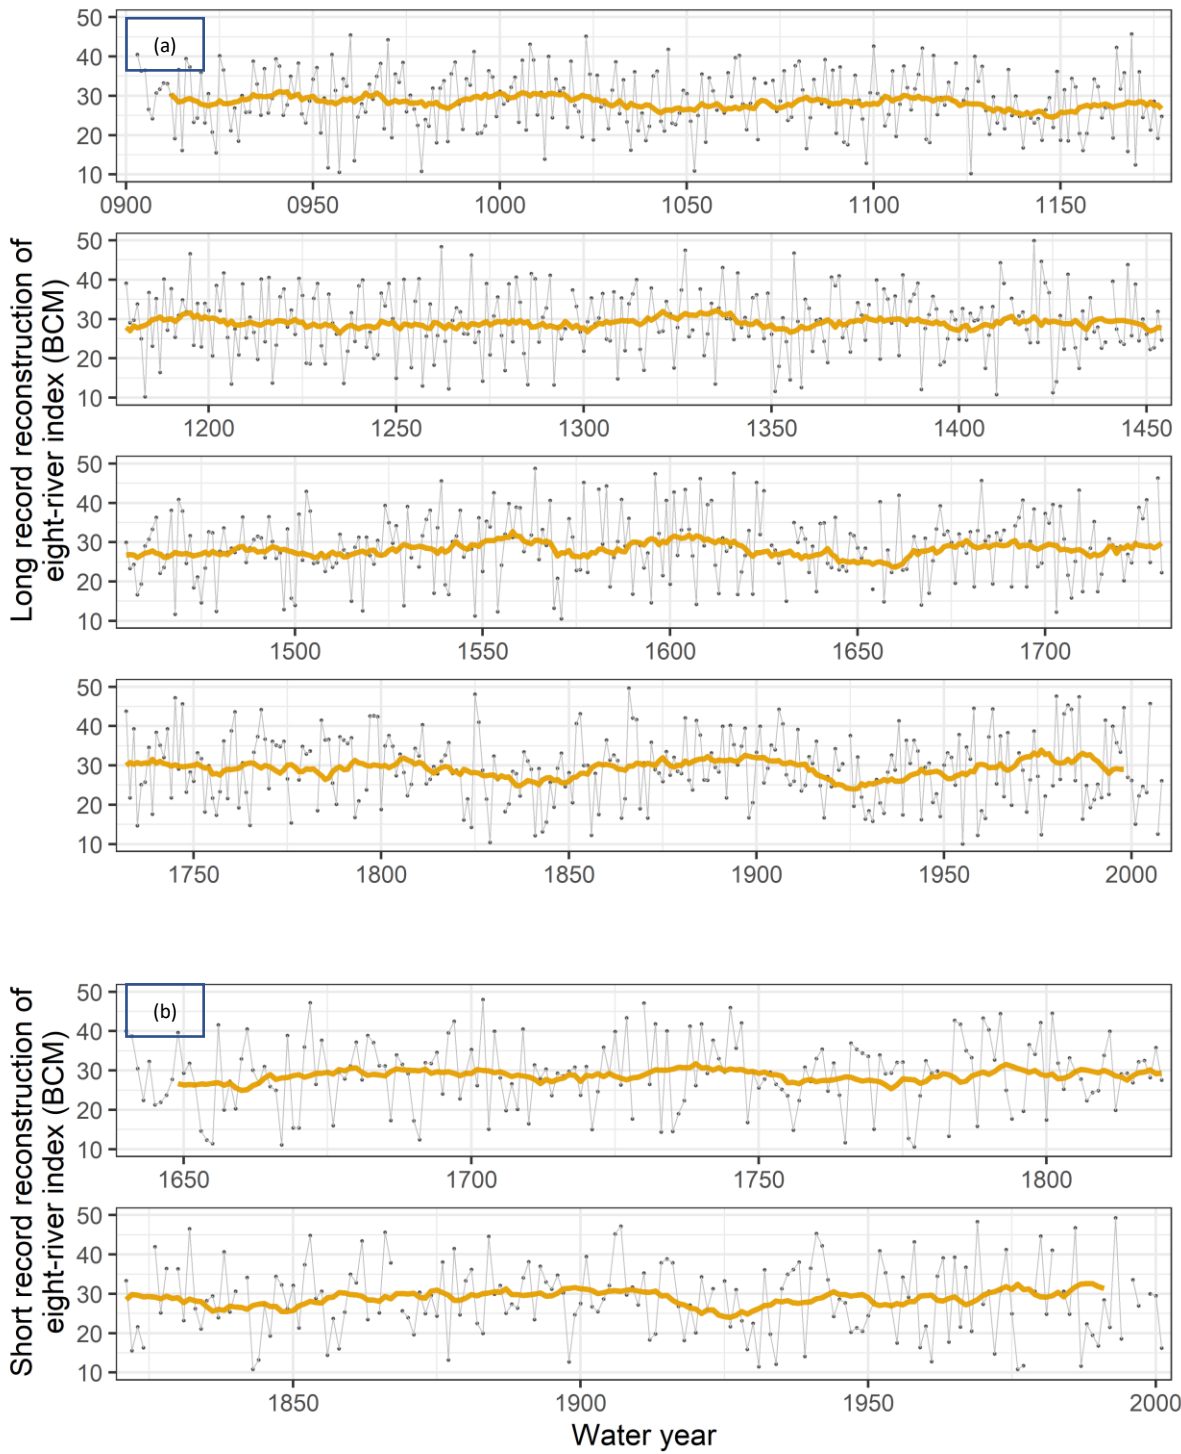 (a)
50
40
30
20
10
0900 0950 1000 1050 1100 1150
50
40
30
20
10
1200 1250 1300 1350 1400 1450
50
40
30
20
10
1500 1550 1600 1650 1700
50
40
30
20
10
1750 1800 1850 1900 1950 2000
Long record reconstruction of
eight-river index (BCM)
(b)
50
40
30
20
10
1650 1700 1750 1800
50
40
30
20
10
1850 1900 1950 2000
Short record reconstruction of
eight-river index (BCM)
Water year